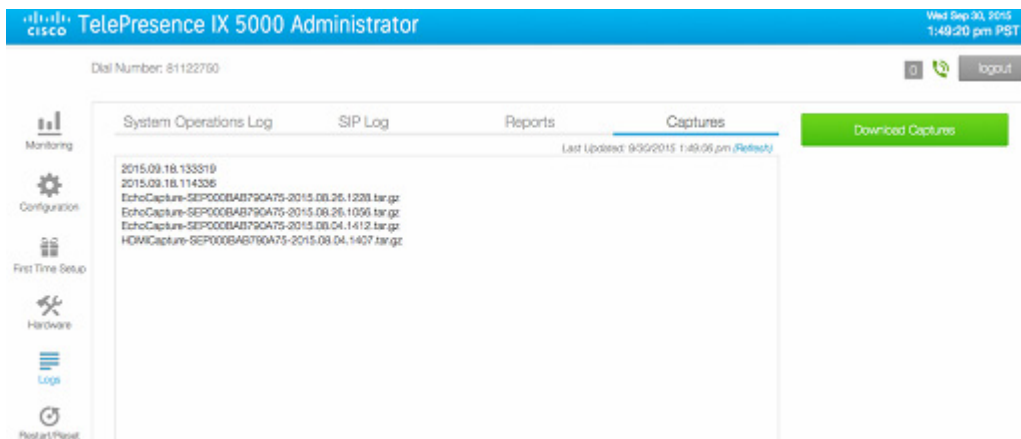 cisco TelePresence IX 5000 Administrator
Wed Sep 30, 2015
1:49:20 pm PST
Dial Number: 81122760
0
logout
Monitoring
Configuration
First Time Setup
Hardware
Logs
Restart/Reset
System Operations Log
SIP Log
Reports
Captures
Last Updated: 9/30/2015 1:49:06 pm (Refresh)
Download Captures
2015.09.18.133319
2015.09.18.114336
EchoCapture-SEP000BAB790A75-2015.08.26.1228.tar.gz
EchoCapture-SEP000BAB790A75-2015.08.26.1056.tar.gz
EchoCapture-SEP000BAB790A75-2015.08.04.1412.tar.gz
HDMICapture-SEP000BAB790A75-2015.08.04.1407.tar.gz